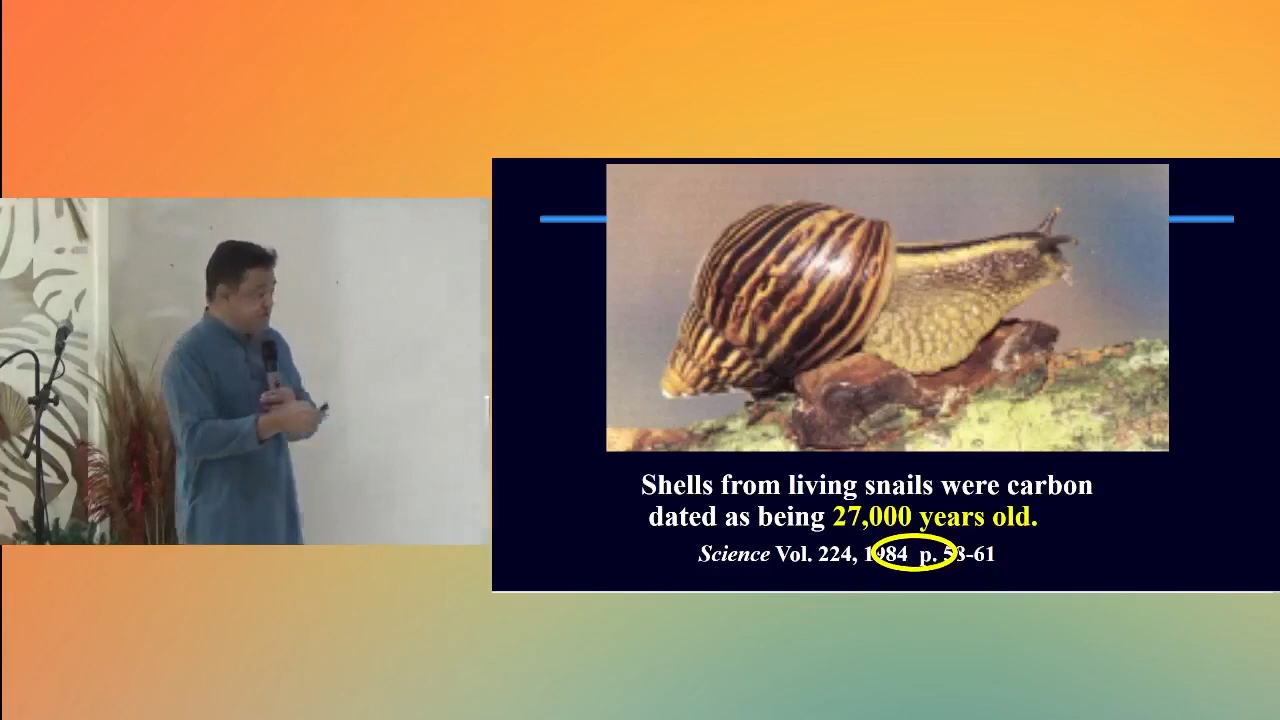 Shells from living snails were carbon
dated as being 27,000 years old.
Science Vol. 224, 1984 p. 58-61